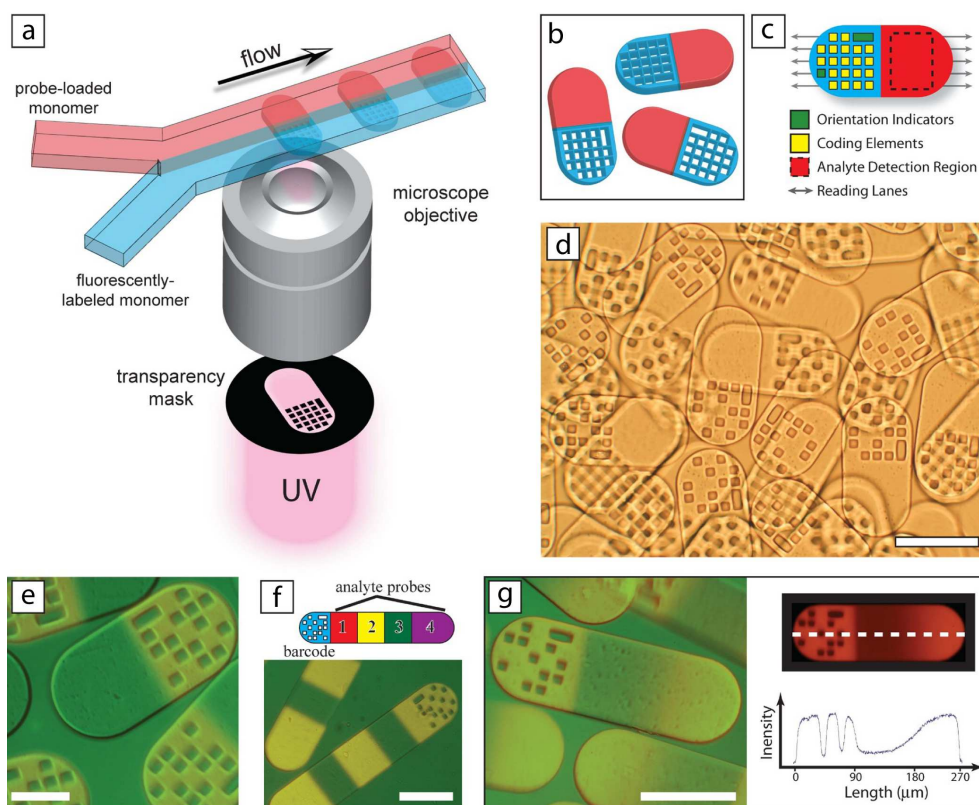 a
flow
probe-loaded
monomer
microscope
objective
fluorescently-
labeled monomer
transparency
mask
UV
b
c
Orientation Indicators
Coding Elements
Analyte Detection Region
Reading Lanes
d
e
f
analyte probes
1 2 3 4
barcode
g
Inensity
0 90 180 270
Length (μm)